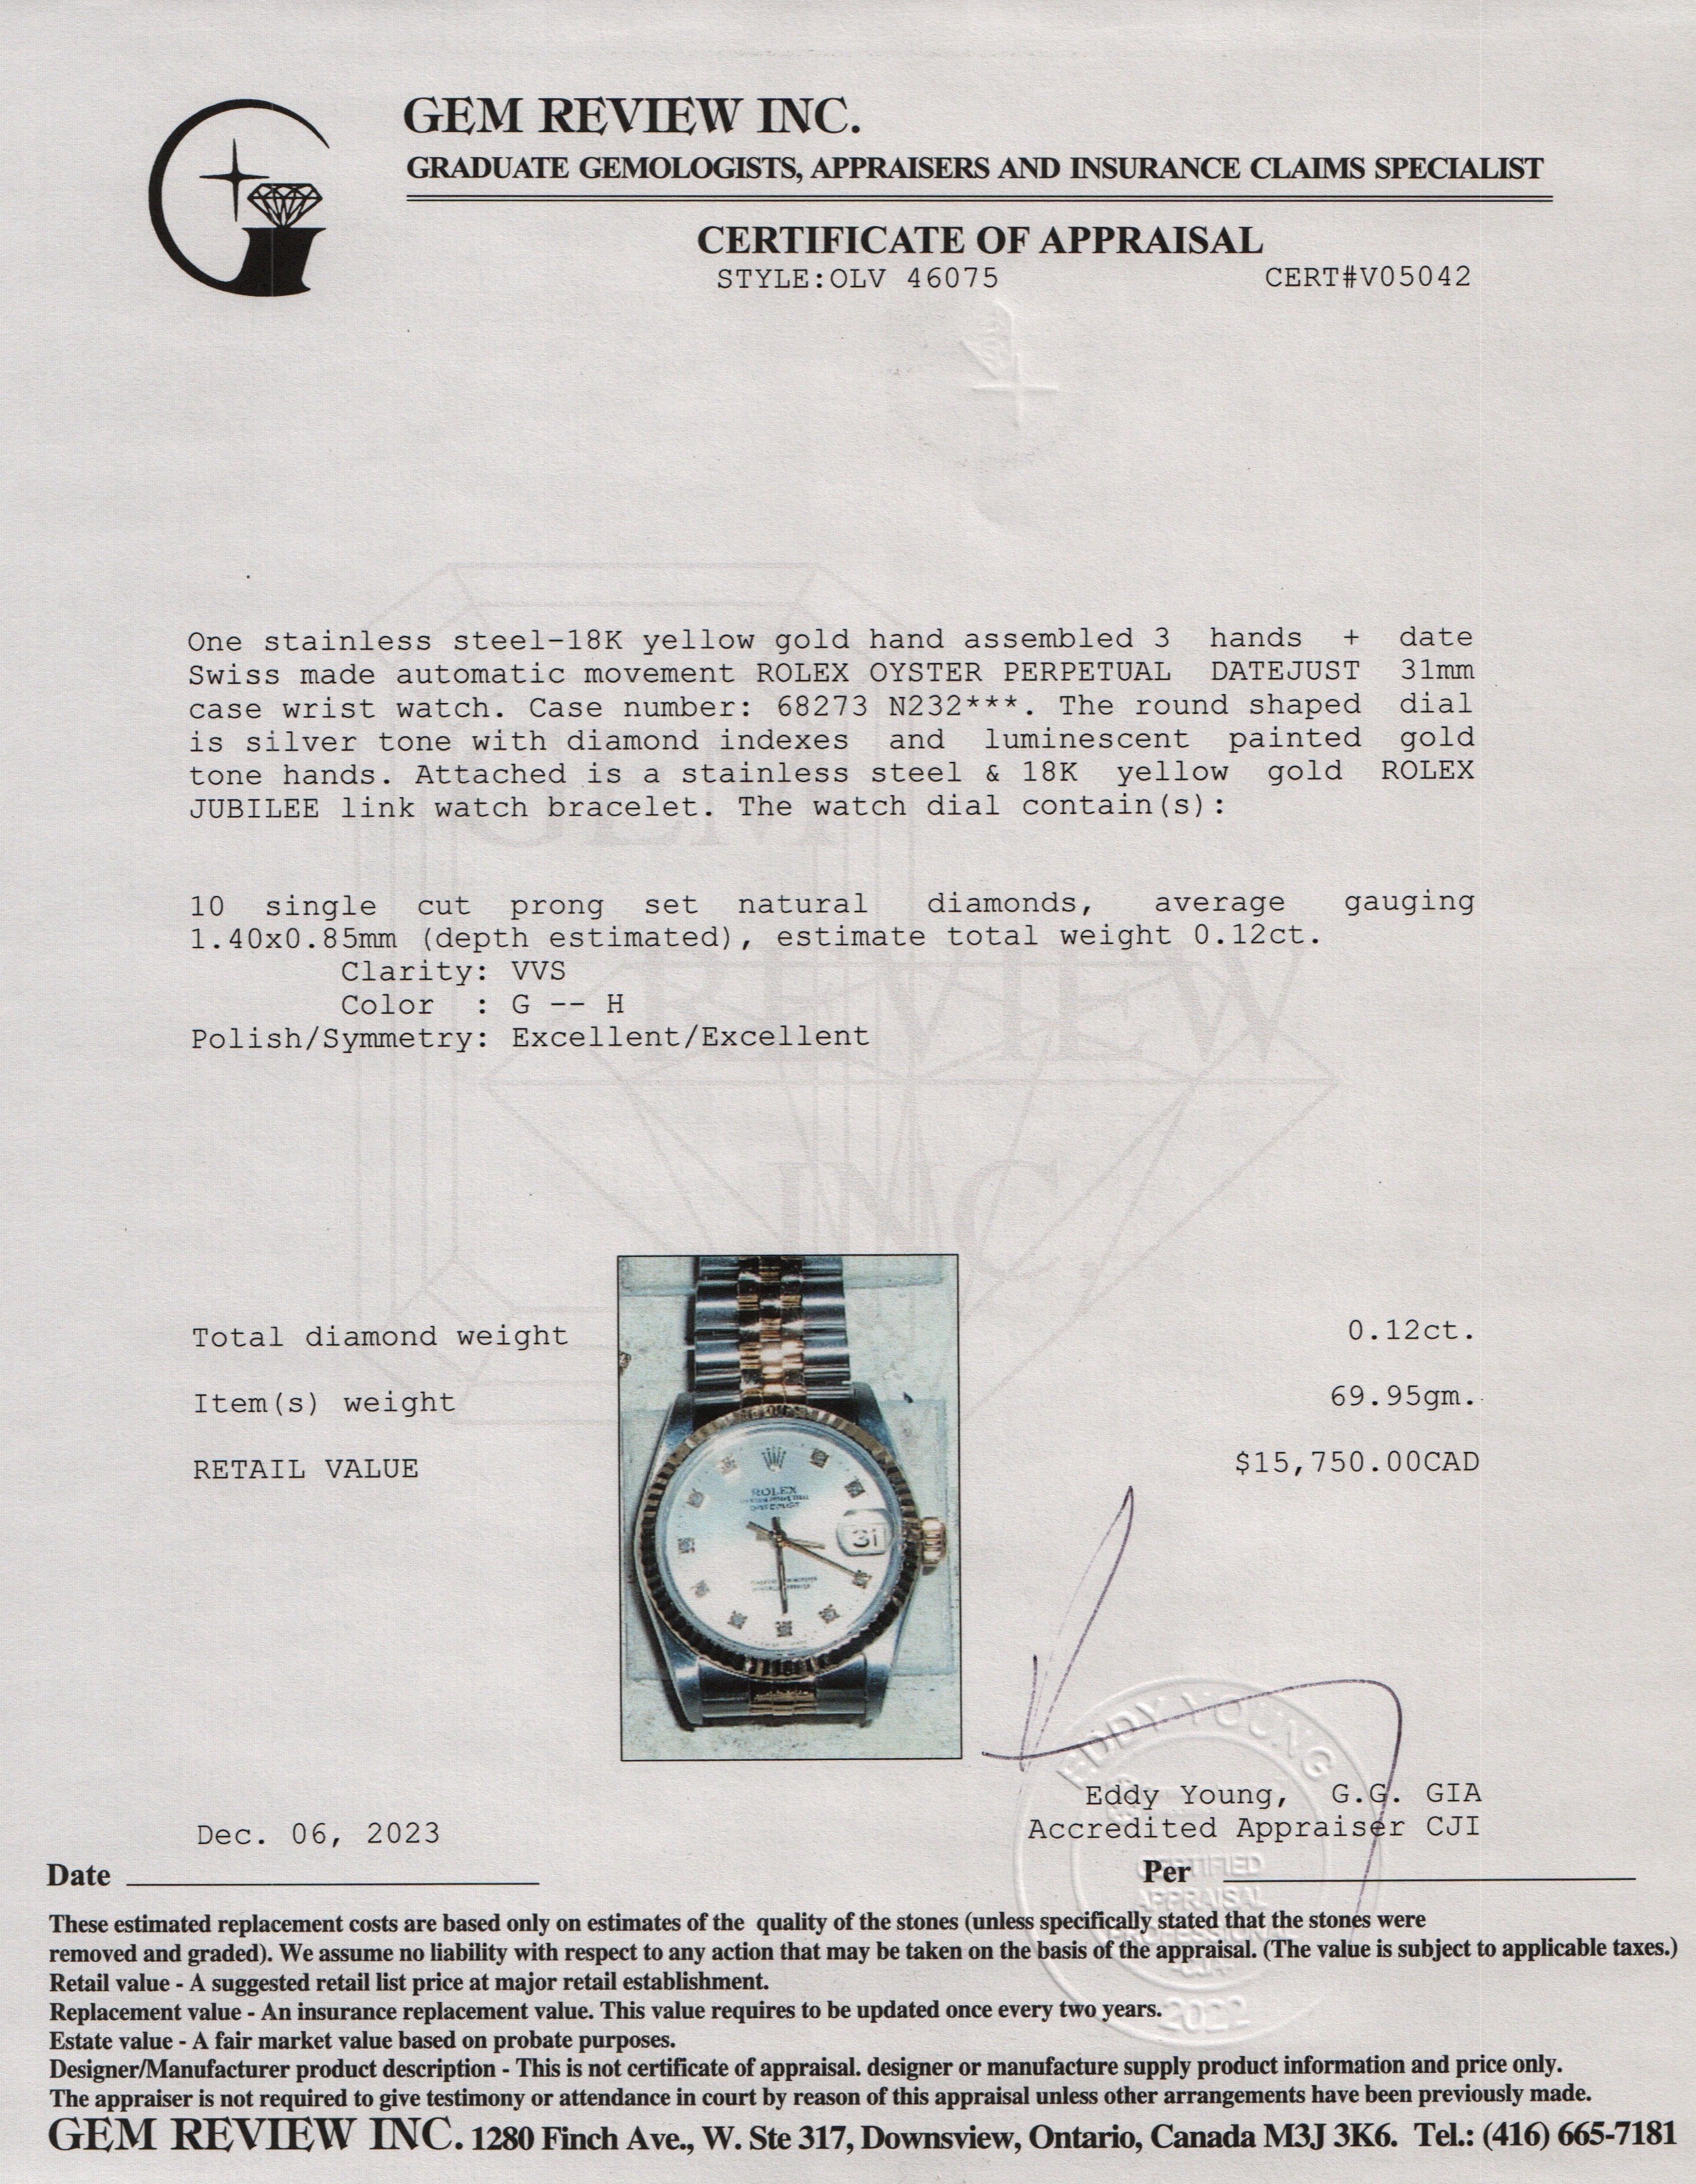 GEM REVIEW INC.
GRADUATE GEMOLOGISTS, APPRAISERS AND INSURANCE CLAIMS SPECIALIST
CERTIFICATE OF APPRAISAL
STYLE:OLV 46075 CERT#V05042
One stainless steel-18K yellow gold hand assembled 3 hands + date
Swiss made automatic movement ROLEX OYSTER PERPETUAL DATEJUST 31mm
case wrist watch. Case number: 68273 N232***. The round shaped dial
is silver tone with diamond indexes and luminescent painted gold
tone hands. Attached is a stainless steel & 18K yellow gold ROLEX
JUBILEE link watch bracelet. The watch dial contain(s):
GEM
10 single cut prong set natural diamonds, average gauging
1.40x0.85mm (depth estimated), estimate total weight 0.12ct.
Clarity: VVS
Color : G -- H
Polish/Symmetry: Excellent/Excellent
REVIEW
INC.
Total diamond weight 0.12ct.
Item(s) weight 69.95gm.
RETAIL VALUE $15,750.00CAD
ROLEX
31
EDDY YOUNG
Eddy Young, G.G. GIA
Accredited Appraiser CJI
Dec. 06, 2023
Date
Per
CERTIFIED
APPRAISAL
PROFESSIONAL
2022
These estimated replacement costs are based only on estimates of the quality of the stones (unless specifically stated that the stones were
removed and graded). We assume no liability with respect to any action that may be taken on the basis of the appraisal. (The value is subject to applicable taxes.)
Retail value - A suggested retail list price at major retail establishment.
Replacement value - An insurance replacement value. This value requires to be updated once every two years.
Estate value - A fair market value based on probate purposes.
Designer/Manufacturer product description - This is not certificate of appraisal. designer or manufacture supply product information and price only.
The appraiser is not required to give testimony or attendance in court by reason of this appraisal unless other arrangements have been previously made.
GEM REVIEW INC. 1280 Finch Ave., W. Ste 317, Downsview, Ontario, Canada M3J 3K6. Tel.: (416) 665-7181